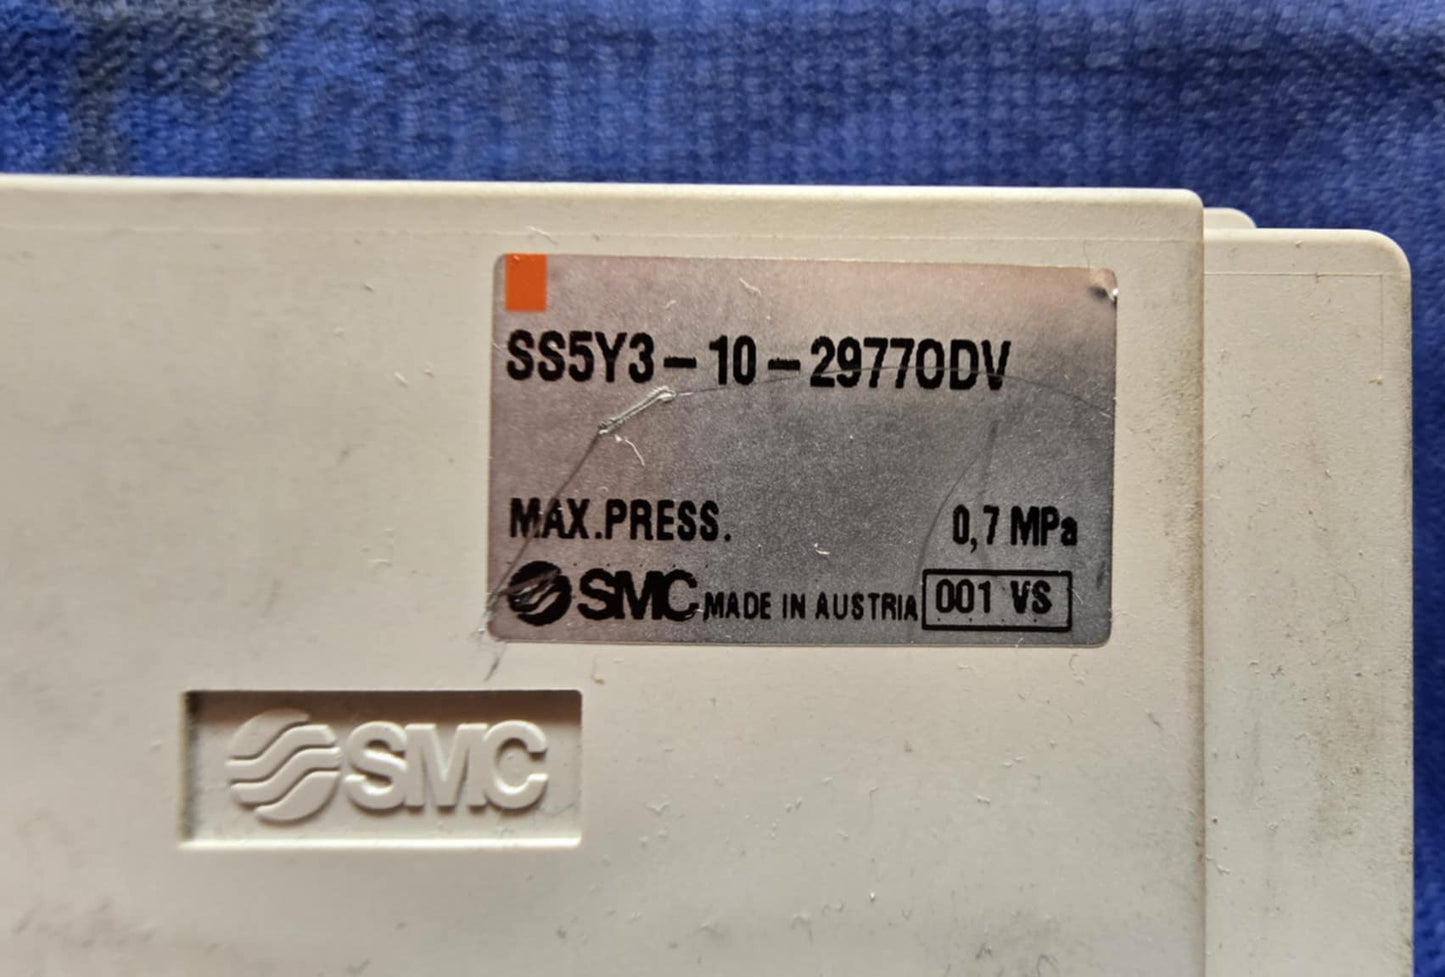 SS5Y3-10-29770DV
MAX.PRESS. 0,7 MPa
SMC MADE IN AUSTRIA 001 VS
SMC